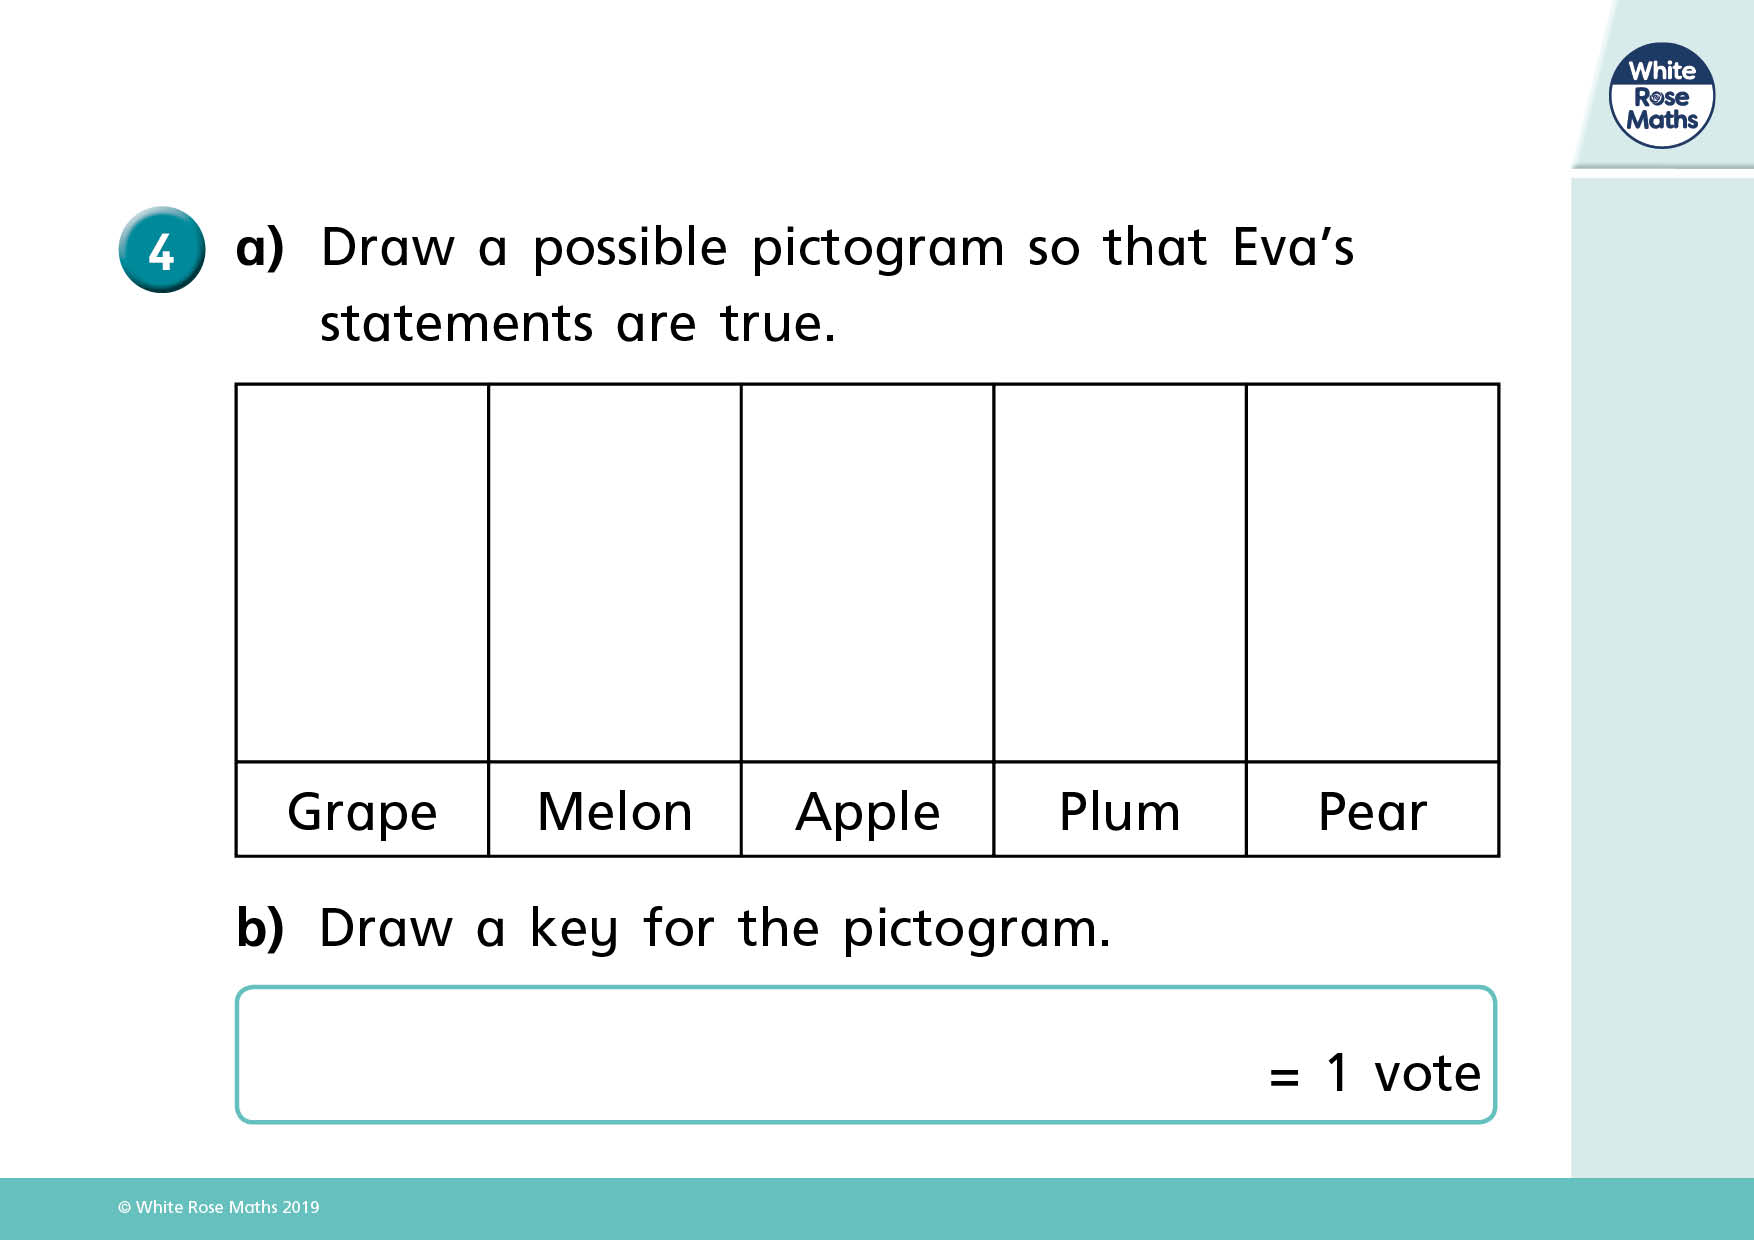 White
Rose
Maths
4 a) Draw a possible pictogram so that Eva’s
statements are true.
Grape Melon Apple Plum Pear
b) Draw a key for the pictogram.
= 1 vote
© White Rose Maths 2019